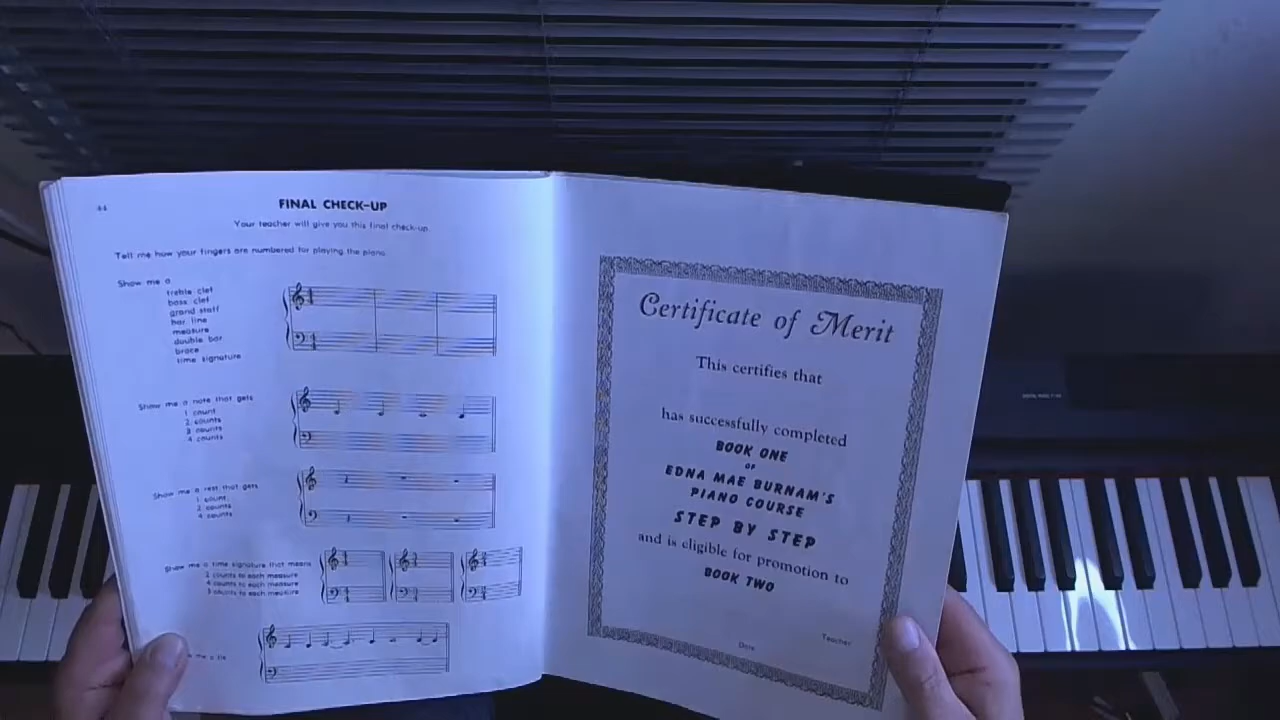 FINAL CHECK-UP
Your teacher will give you this final check-up.
Tell me how your fingers are numbered for playing the piano.
Show me a
treble clef
bass clef
grand staff
bar line
measure
double bar
brace
time signature
Show me a note that gets
1 count
2 counts
3 counts
4 counts
Show me a rest that gets
1 count
2 counts
4 counts
Show me a time signature that means
2 counts to each measure
4 counts to each measure
3 counts to each measure
me a tie
Certificate of Merit
This certifies that
has successfully completed
BOOK ONE
OF
EDNA MAE BURNAM'S
PIANO COURSE
STEP BY STEP
and is eligible for promotion to
BOOK TWO
Teacher
Date